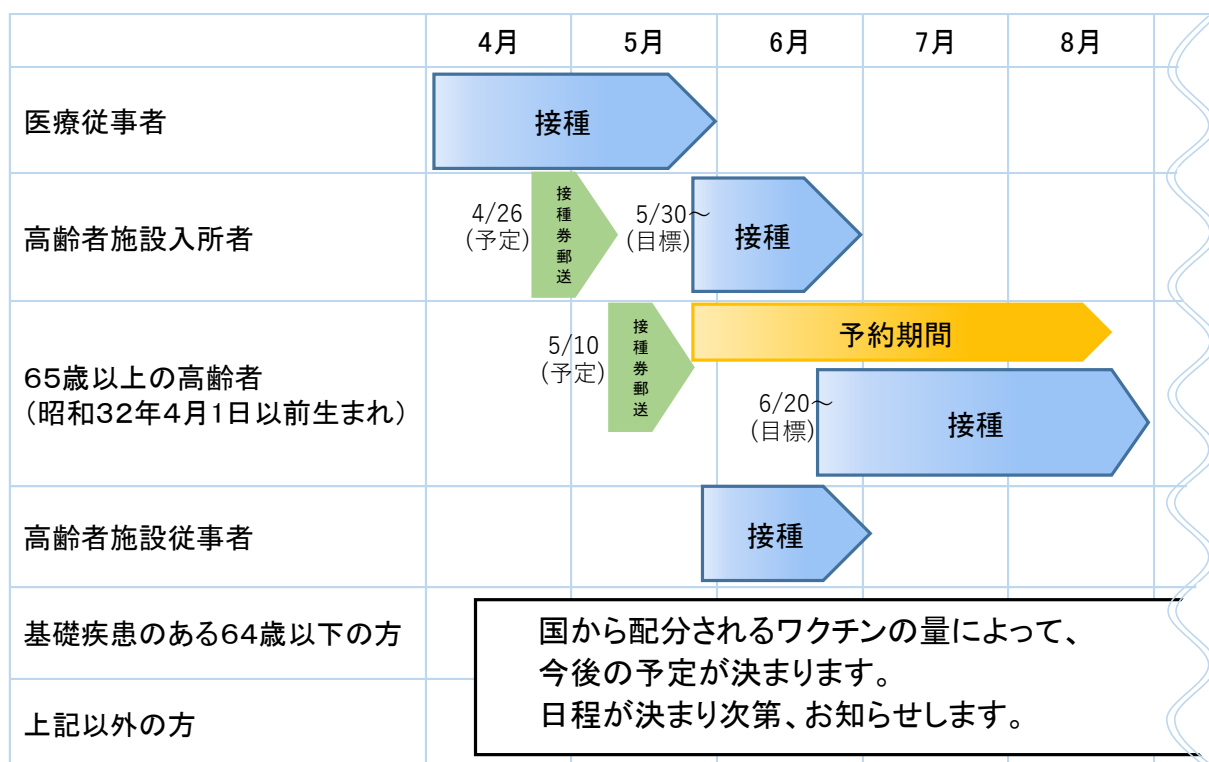 4月 5月 6月 7月 8月
医療従事者
接種
高齢者施設入所者
4/26
(予定)
接種券郵送
5/30～
(目標)
接種
65歳以上の高齢者
(昭和32年4月1日以前生まれ)
5/10
(予定)
接種券郵送
予約期間
6/20～
(目標)
接種
高齢者施設従事者
接種
基礎疾患のある64歳以下の方
上記以外の方
国から配分されるワクチンの量によって、
今後の予定が決まります。
日程が決まり次第、お知らせします。